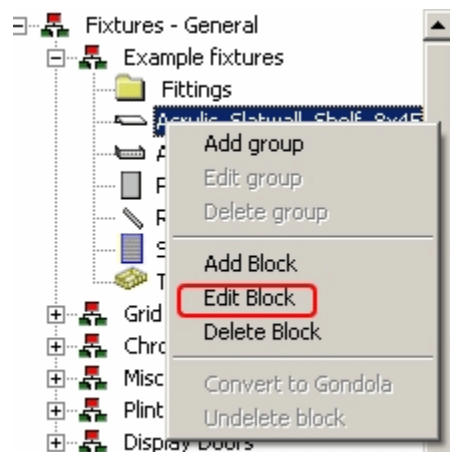 Fixtures - General
Example fixtures
Fittings
Acrylic_Slatwall_Shelf_8x45
Add group
Edit group
Delete group
Add Block
Edit Block
Delete Block
Convert to Gondola
Undelete block
Grid
Chro
Misc
Plint
Display Doors